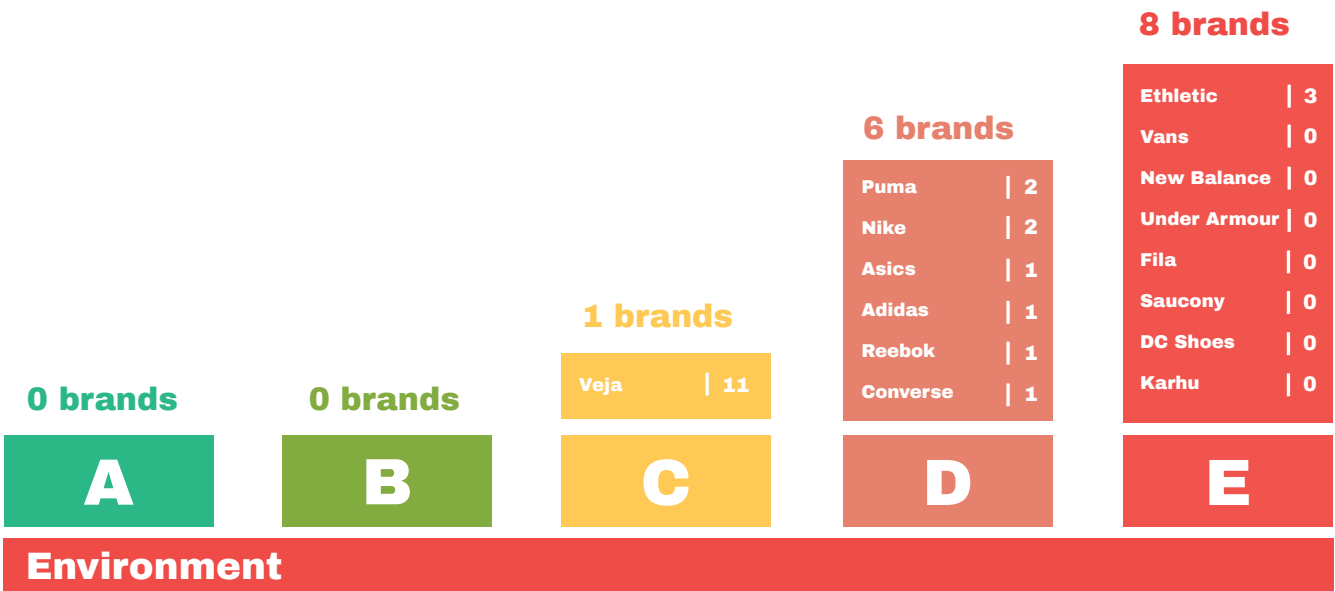 8 brands
Ethletic | 3
Vans | 0
New Balance | 0
Under Armour | 0
Fila | 0
Saucony | 0
DC Shoes | 0
Karhu | 0
6 brands
Puma | 2
Nike | 2
Asics | 1
Adidas | 1
Reebok | 1
Converse | 1
1 brands
Veja | 11
0 brands
0 brands
A
B
C
D
E
Environment